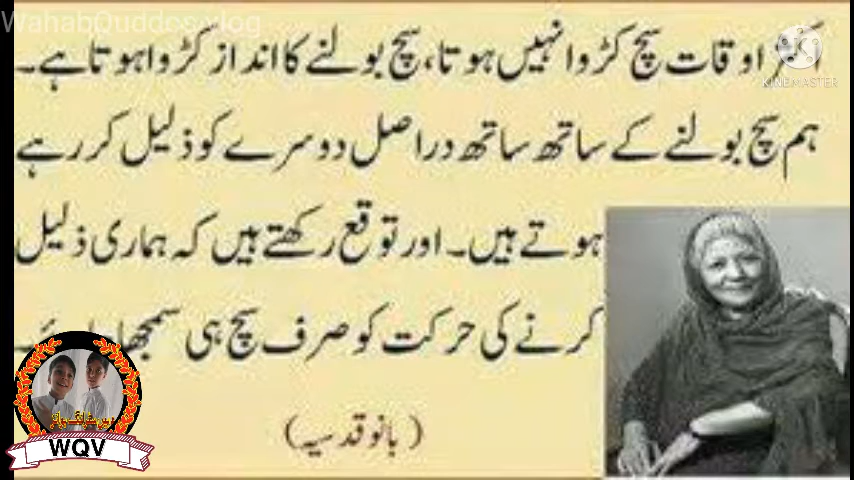 WahabQuddos vlog
KINEMASTER
اوقات سچ کڑوا نہیں ہوتا، سچ بولنے کا انداز کڑوا ہوتا ہے۔
ہم سچ بولنے کے ساتھ ساتھ دراصل دوسرے کو ذلیل کر رہے
ہوتے ہیں۔ اور توقع رکھتے ہیں کہ ہماری ذلیل
کرنے کی حرکت کو صرف سچ ہی سمجھا
(بانو قدسیہ)
WQV